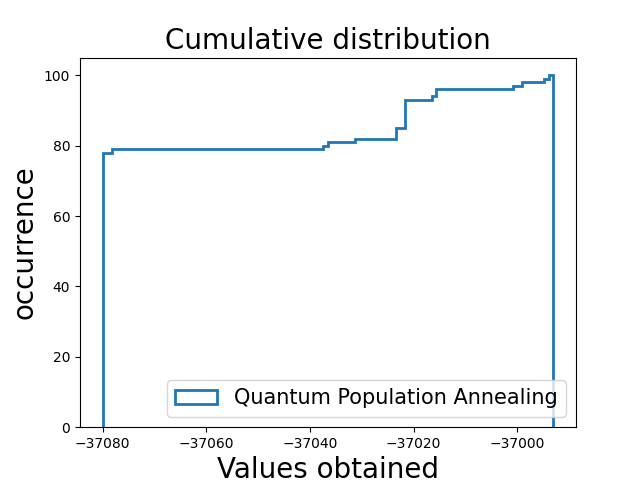 Cumulative distribution
occurrence
100
80
60
40
20
0
Quantum Population Annealing
−37080 −37060 −37040 −37020 −37000
Values obtained